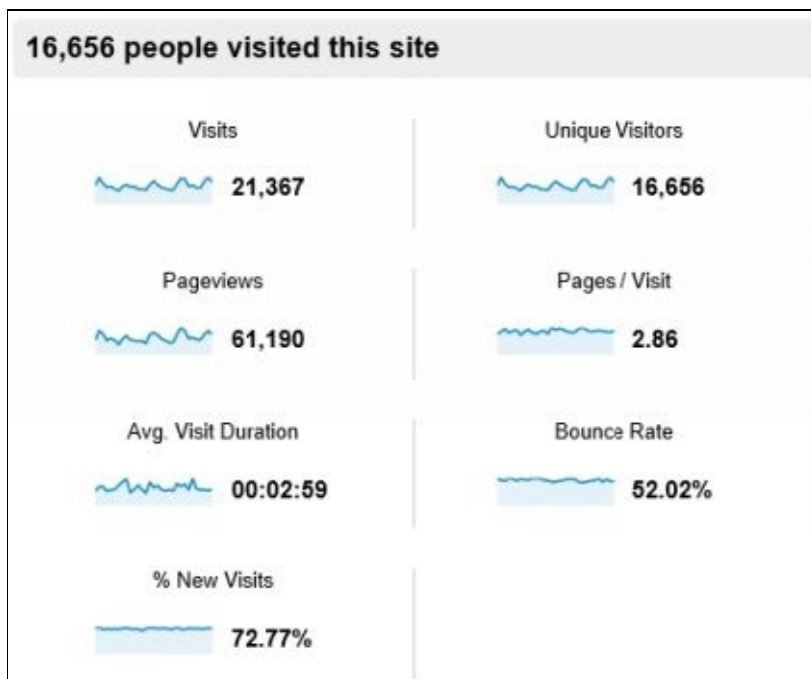 16,656 people visited this site
Visits
21,367
Unique Visitors
16,656
Pageviews
61,190
Pages / Visit
2.86
Avg. Visit Duration
00:02:59
Bounce Rate
52.02%
% New Visits
72.77%